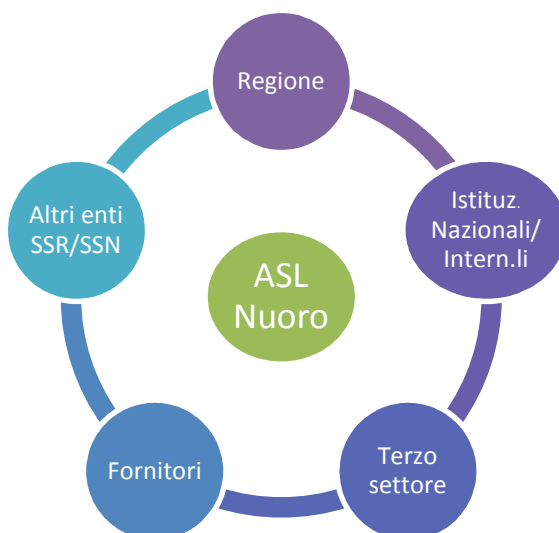 Regione
Istituz.
Nazionali/
Intern.li
Altri enti
SSR/SSN
ASL
Nuoro
Terzo
settore
Fornitori